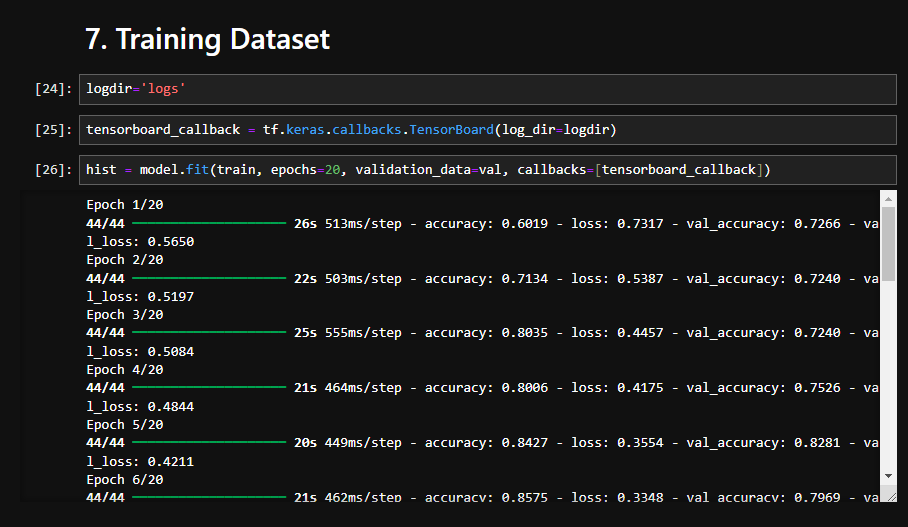 7. Training Dataset
[24]: logdir='logs'
[25]: tensorboard_callback = tf.keras.callbacks.TensorBoard(log_dir=logdir)
[26]: hist = model.fit(train, epochs=20, validation_data=val, callbacks=[tensorboard_callback])
Epoch 1/20
44/44 ━━━━━━━━━━━━━━━━━━━━ 26s 513ms/step - accuracy: 0.6019 - loss: 0.7317 - val_accuracy: 0.7266 - va
l_loss: 0.5650
Epoch 2/20
44/44 ━━━━━━━━━━━━━━━━━━━━ 22s 503ms/step - accuracy: 0.7134 - loss: 0.5387 - val_accuracy: 0.7240 - va
l_loss: 0.5197
Epoch 3/20
44/44 ━━━━━━━━━━━━━━━━━━━━ 25s 555ms/step - accuracy: 0.8035 - loss: 0.4457 - val_accuracy: 0.7240 - va
l_loss: 0.5084
Epoch 4/20
44/44 ━━━━━━━━━━━━━━━━━━━━ 21s 464ms/step - accuracy: 0.8006 - loss: 0.4175 - val_accuracy: 0.7526 - va
l_loss: 0.4844
Epoch 5/20
44/44 ━━━━━━━━━━━━━━━━━━━━ 20s 449ms/step - accuracy: 0.8427 - loss: 0.3554 - val_accuracy: 0.8281 - va
l_loss: 0.4211
Epoch 6/20
44/44 ━━━━━━━━━━━━━━━━━━━━ 21s 462ms/step - accuracy: 0.8575 - loss: 0.3348 - val_accuracy: 0.7969 - va